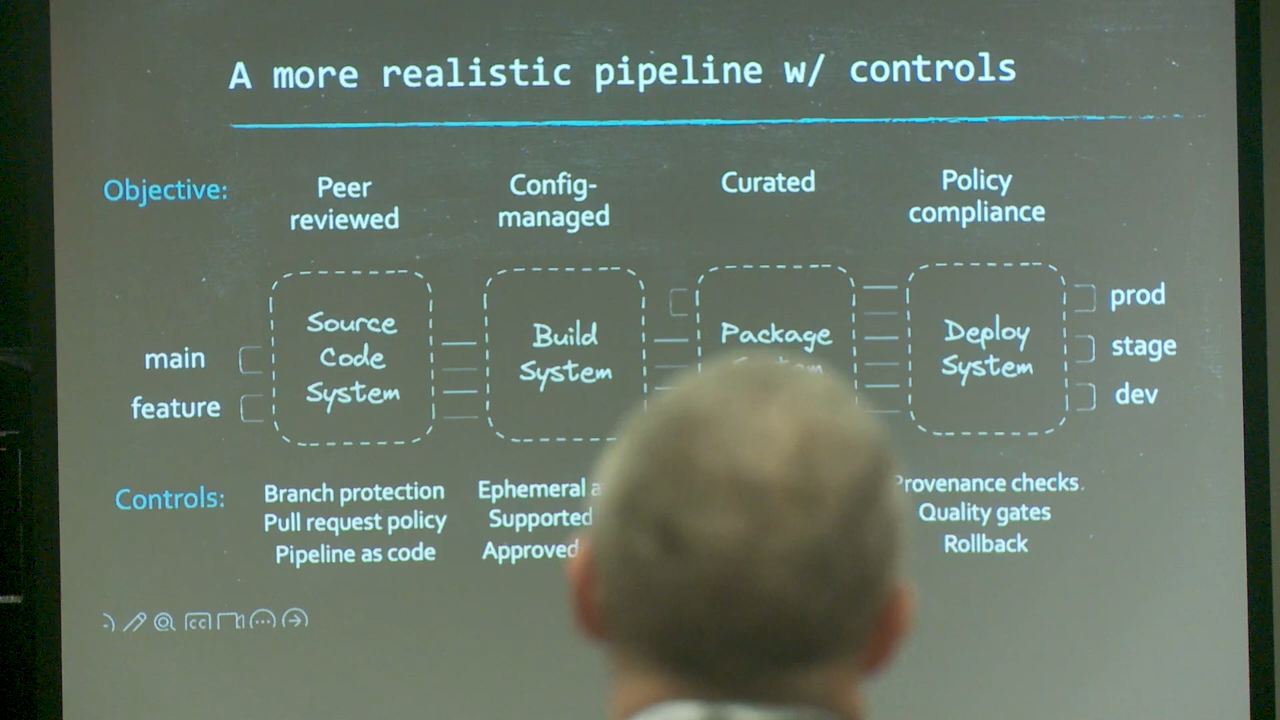 A more realistic pipeline w/ controls
Objective:
Peer
reviewed
Config-
managed
Curated
Policy
compliance
main
feature
Source
Code
System
Build
System
Package
Deploy
System
prod
stage
dev
Controls:
Branch protection
Pull request policy
Pipeline as code
Ephemeral
Supported
Approved
Provenance checks.
Quality gates
Rollback
cc